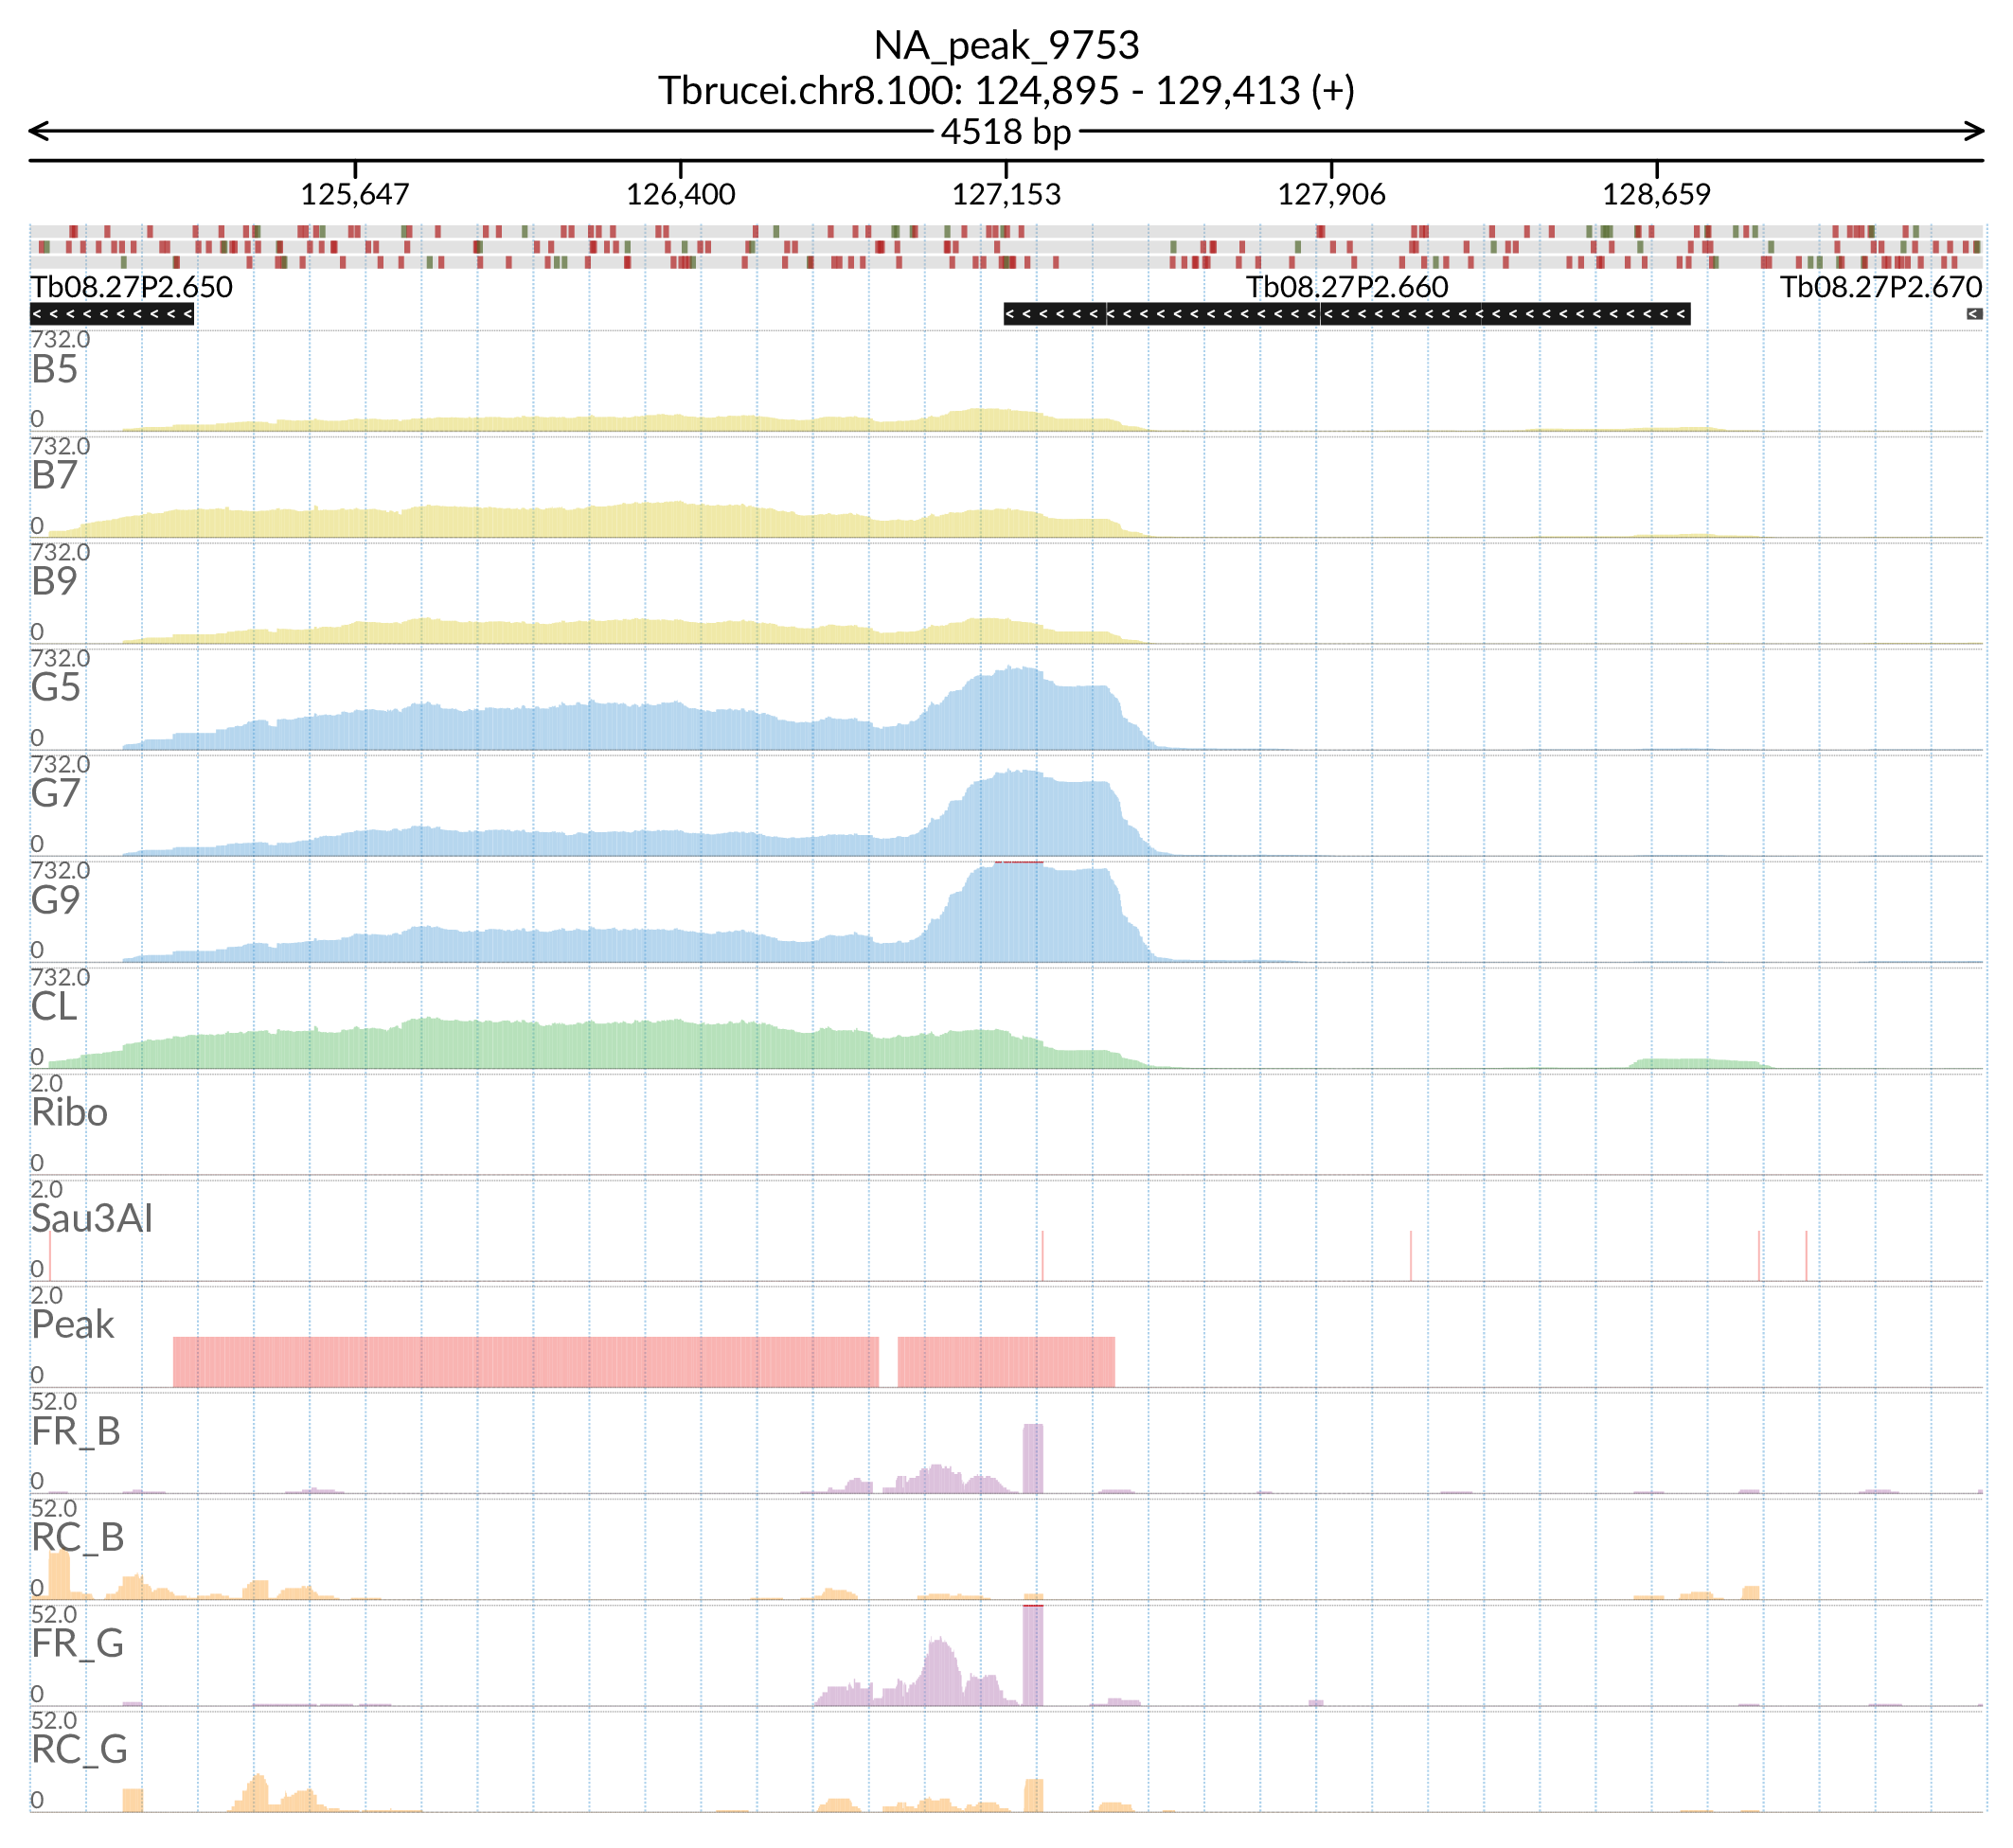 NA_peak_9753
Tbrucei.chr8.100: 124,895 - 129,413 (+)
4518 bp
125,647 126,400 127,153 127,906 128,659
Tb08.27P2.650 Tb08.27P2.660 Tb08.27P2.670
732.0
B5
0
732.0
B7
0
732.0
B9
0
732.0
G5
0
732.0
G7
0
732.0
G9
0
732.0
CL
0
2.0
Ribo
0
2.0
Sau3AI
0
2.0
Peak
0
52.0
FR_B
0
52.0
RC_B
0
52.0
FR_G
0
52.0
RC_G
0